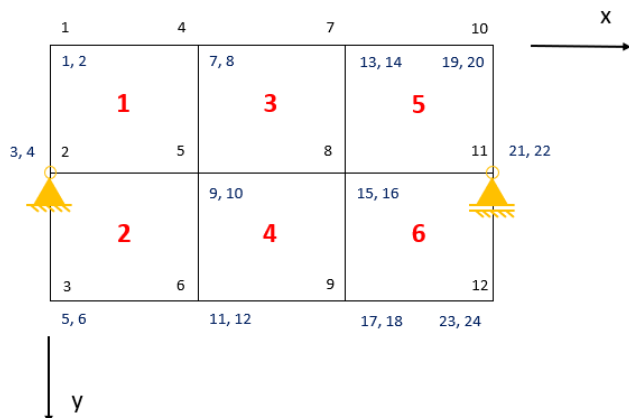 x
1 4 7 10
1, 2 7, 8 13, 14 19, 20
1 3 5
3, 4 2 5 8 11 21, 22
9, 10 15, 16
2 4 6
3 6 9 12
5, 6 11, 12 17, 18 23, 24
y